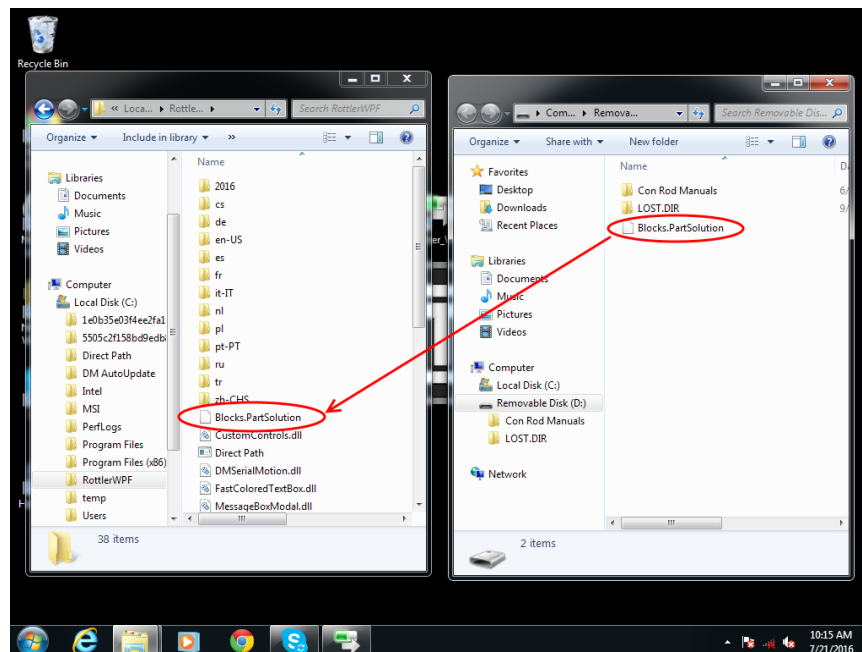 Recycle Bin
« Loca... ▸ Rottle... ▸
Search RottlerWPF
Organize
Include in library
»
Libraries
Documents
Music
Pictures
Videos
Computer
Local Disk (C:)
1e0b35e03f4ee2fa1
5505c2f158bd9edb
Direct Path
DM AutoUpdate
Intel
MSI
PerfLogs
Program Files
Program Files (x86)
RottlerWPF
temp
Users
Name
2016
cs
de
en-US
es
fr
it-IT
nl
pl
pt-PT
ru
tr
zh-CHS
Blocks.PartSolution
CustomControls.dll
Direct Path
DMSerialMotion.dll
FastColoredTextBox.dll
MessageBoxModal.dll
38 items
▸ Com... ▸ Remova...
Search Removable Dis...
Organize
Share with
New folder
Favorites
Desktop
Downloads
Recent Places
Libraries
Documents
Music
Pictures
Videos
Computer
Local Disk (C:)
Removable Disk (D:)
Con Rod Manuals
LOST.DIR
Network
Name
Con Rod Manuals
LOST.DIR
Blocks.PartSolution
2 items
10:15 AM
7/21/2016